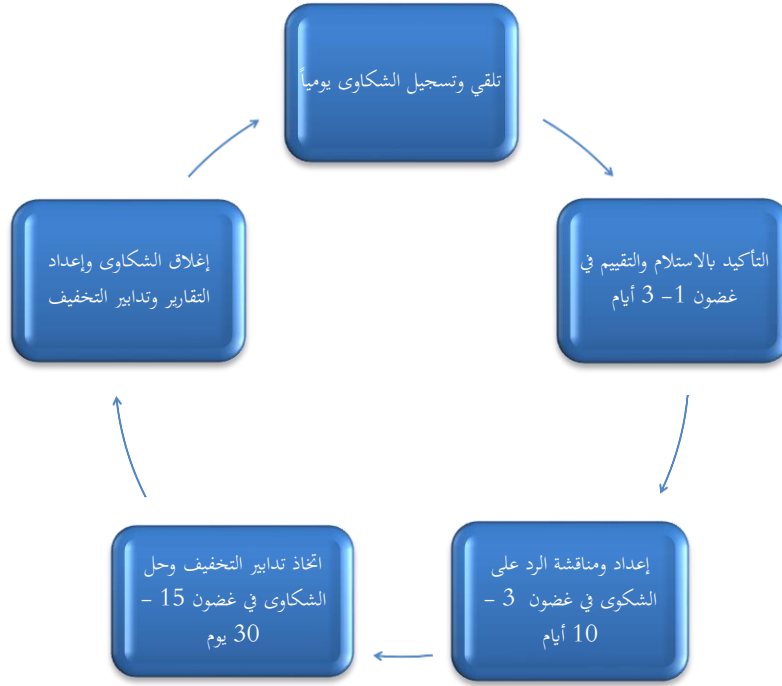 تلقي وتسجيل الشكاوى يومياً
التأكيد بالاستلام والتقييم في
غضون 1- 3 أيام
إعداد ومناقشة الرد على
الشكوى في غضون 3 -
10 أيام
اتخاذ تدابير التخفيف وحل
الشكاوى في غضون 15 -
30 يوم
إغلاق الشكاوى وإعداد
التقارير وتدابير التخفيف